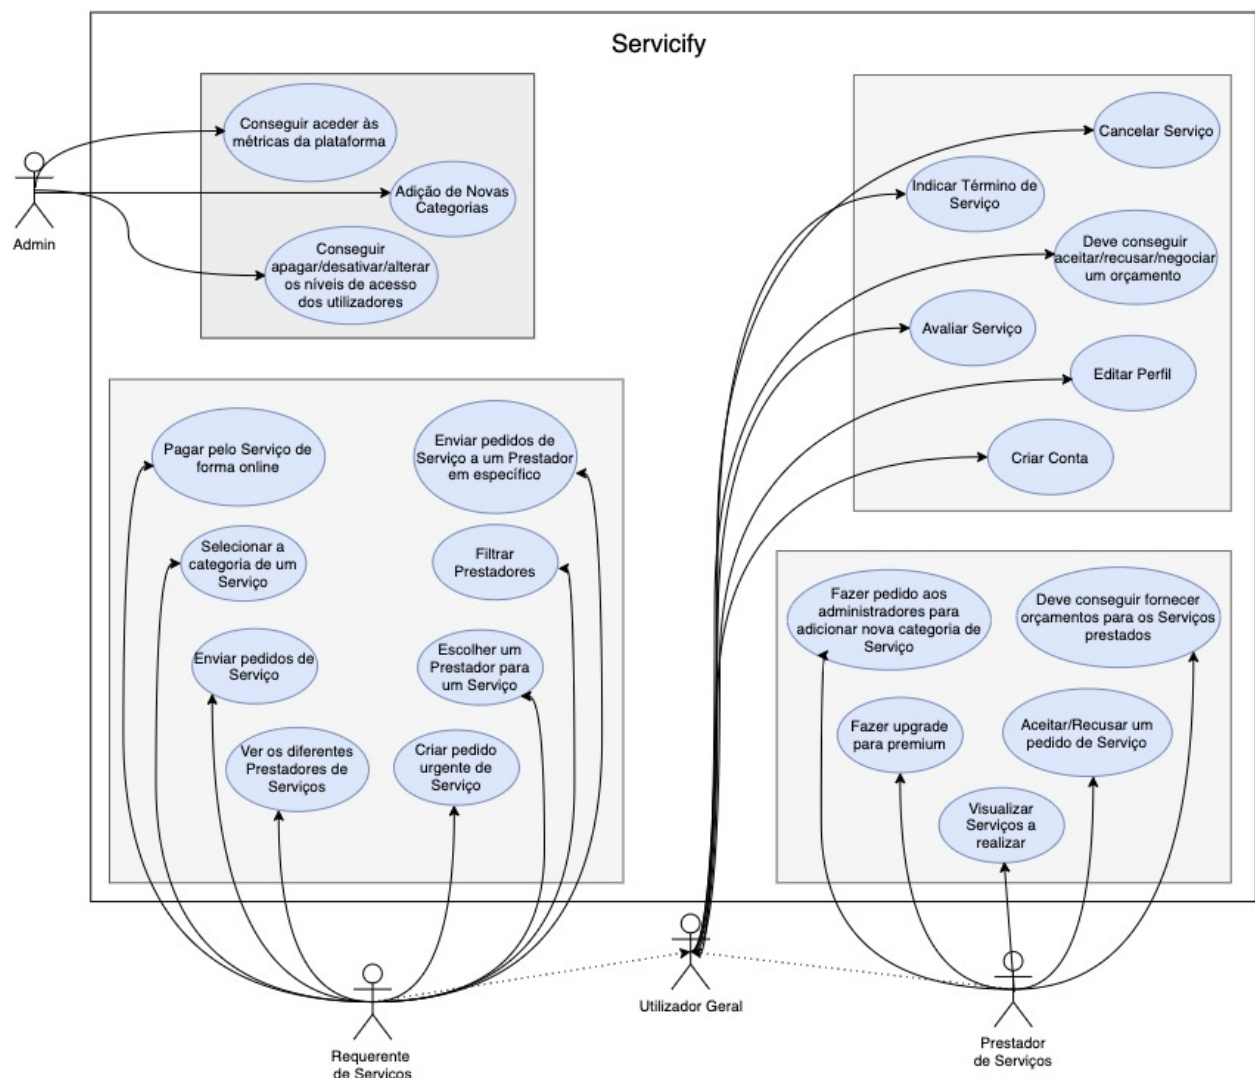 Servicify
Conseguir aceder às
métricas da plataforma
Adição de Novas
Categorias
Conseguir
apagar/desativar/alterar
os níveis de acesso
dos utilizadores
Admin
Cancelar Serviço
Indicar Término de
Serviço
Deve conseguir
aceitar/recusar/negociar
um orçamento
Avaliar Serviço
Editar Perfil
Criar Conta
Pagar pelo Serviço de
forma online
Enviar pedidos de
Serviço a um Prestador
em específico
Selecionar a
categoria de um
Serviço
Filtrar
Prestadores
Enviar pedidos de
Serviço
Escolher um
Prestador para
um Serviço
Ver os diferentes
Prestadores de
Serviços
Criar pedido
urgente de
Serviço
Fazer pedido aos
administradores para
adicionar nova categoria de
Serviço
Deve conseguir fornecer
orçamentos para os Serviços
prestados
Fazer upgrade
para premium
Aceitar/Recusar um
pedido de Serviço
Visualizar
Serviços a
realizar
Requerente
de Serviços
Utilizador Geral
Prestador
de Serviços